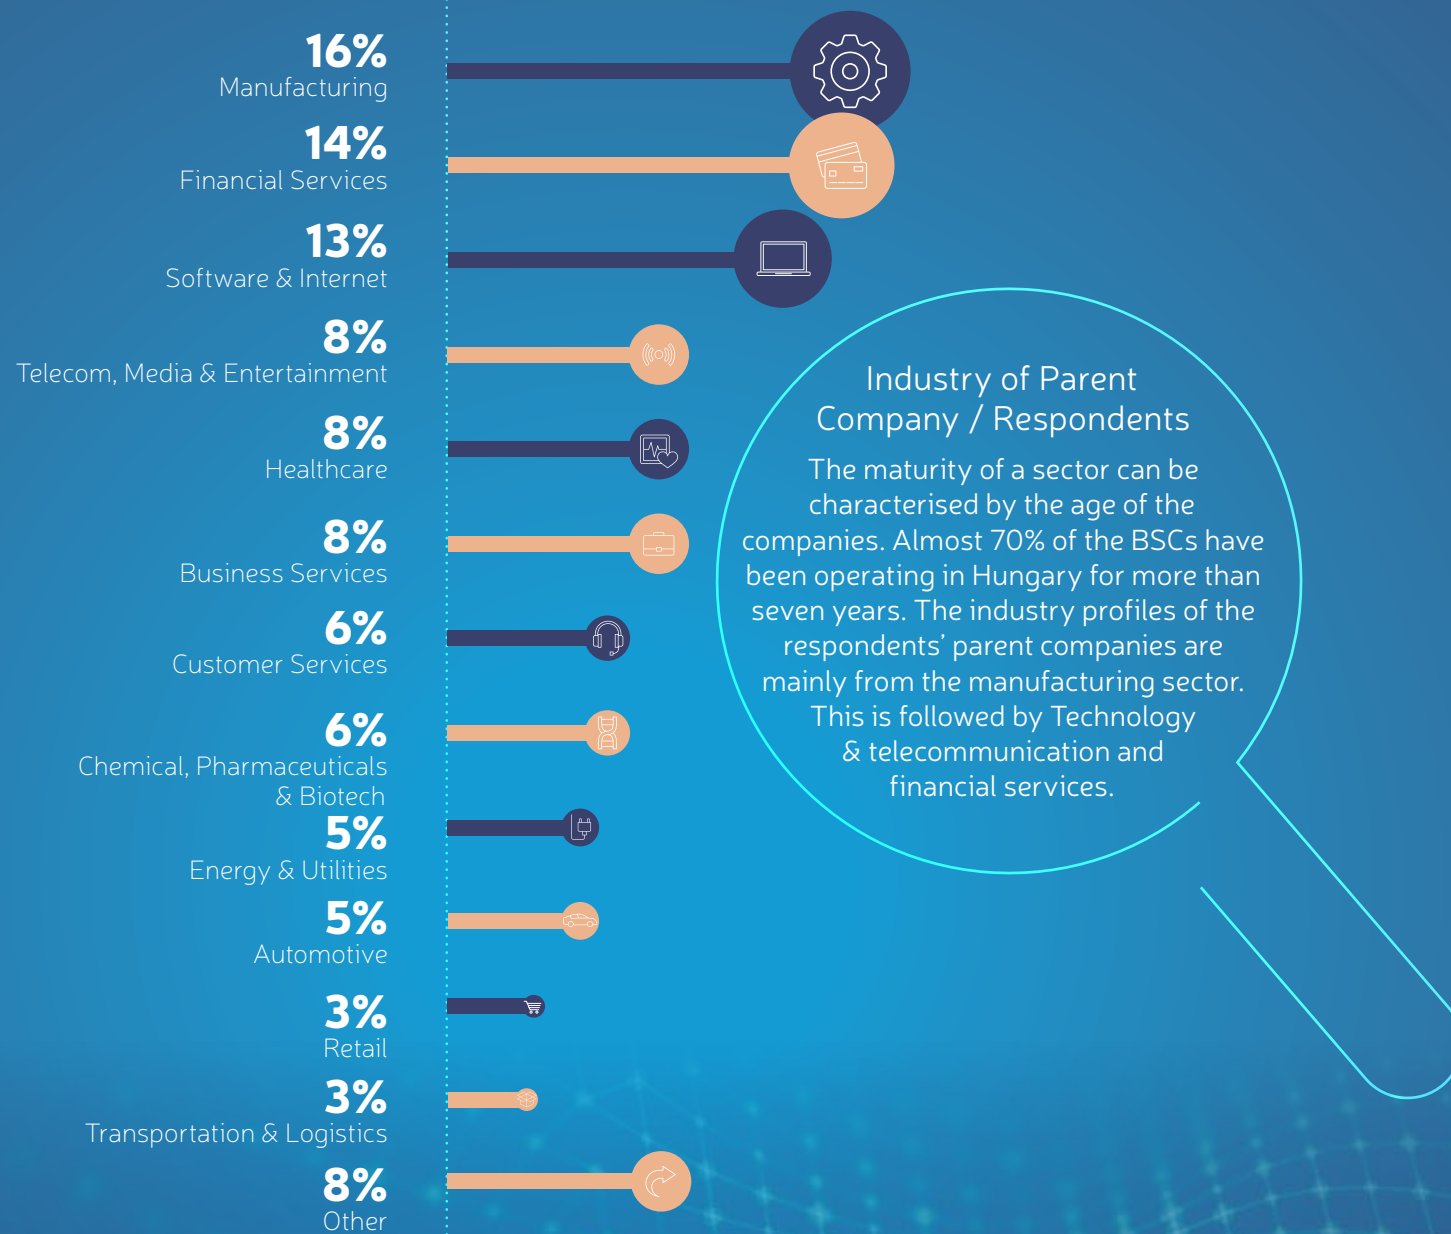 16%
Manufacturing
14%
Financial Services
13%
Software & Internet
8%
Telecom, Media & Entertainment
8%
Healthcare
8%
Business Services
6%
Customer Services
6%
Chemical, Pharmaceuticals
& Biotech
5%
Energy & Utilities
5%
Automotive
3%
Retail
3%
Transportation & Logistics
8%
Other
Industry of Parent
Company / Respondents
The maturity of a sector can be
characterised by the age of the
companies. Almost 70% of the BSCs have
been operating in Hungary for more than
seven years. The industry profiles of the
respondents’ parent companies are
mainly from the manufacturing sector.
This is followed by Technology
& telecommunication and
financial services.